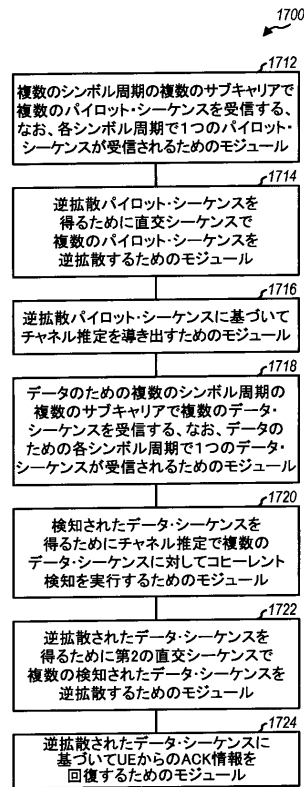 1700
1712
複数のシンボル周期の複数のサブキャリアで
複数のパイロット・シーケンスを受信する、
なお、各シンボル周期で1つのパイロット・
シーケンスが受信されるためのモジュール
1714
逆拡散パイロット・シーケンスを
得るために直交シーケンスで
複数のパイロット・シーケンスを
逆拡散するためのモジュール
1716
逆拡散パイロット・シーケンスに基づいて
チャネル推定を導き出すためのモジュール
1718
データのための複数のシンボル周期の
複数のサブキャリアで複数のデータ・
シーケンスを受信する、なお、データの
ための各シンボル周期で1つのデータ・
シーケンスが受信されるためのモジュール
1720
検知されたデータ・シーケンスを
得るためにチャネル推定で複数の
データ・シーケンスに対してコヒーレント
検知を実行するためのモジュール
1722
逆拡散されたデータ・シーケンスを
得るために第2の直交シーケンスで
複数の検知されたデータ・シーケンスを
逆拡散するためのモジュール
1724
逆拡散されたデータ・シーケンスに
基づいてUEからのACK情報を
回復するためのモジュール